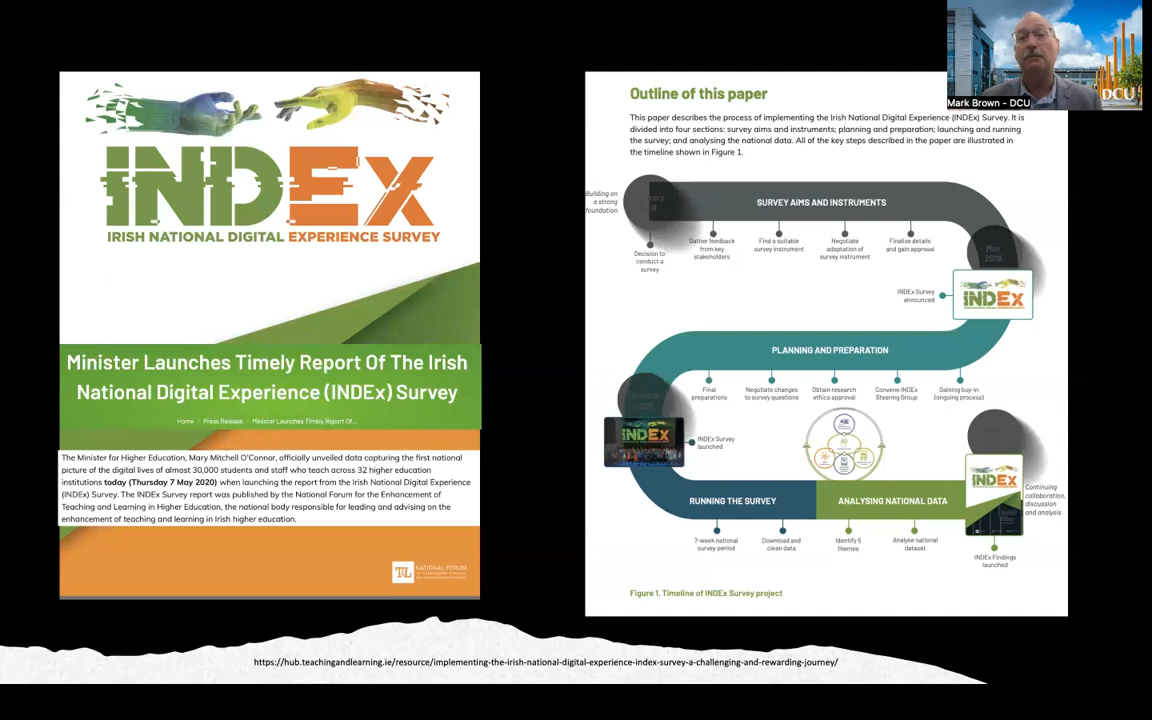 INDEx
IRISH NATIONAL DIGITAL EXPERIENCE SURVEY
Minister Launches Timely Report Of The Irish
National Digital Experience (INDEx) Survey
Home / Press Release / Minister Launches Timely Report Of...
The Minister for Higher Education, Mary Mitchell O'Connor, officially unveiled data capturing the first national
picture of the digital lives of almost 30,000 students and staff who teach across 32 higher education
institutions today (Thursday 7 May 2020) when launching the report from the Irish National Digital Experience
(INDEx) Survey. The INDEx Survey report was published by the National Forum for the Enhancement of
Teaching and Learning in Higher Education, the national body responsible for leading and advising on the
enhancement of teaching and learning in Irish higher education.
T&L NATIONAL FORUM
Outline of this paper
This paper describes the process of implementing the Irish National Digital Experience (INDEx) Survey. It is
divided into four sections: survey aims and instruments; planning and preparation; launching and running
the survey; and analysing the national data. All of the key steps described in the paper are illustrated in
the timeline shown in Figure 1.
Building on
a strong
foundation
SURVEY AIMS AND INSTRUMENTS
Decision to
conduct a
survey
Gather feedback
from key
stakeholders
Find a suitable
survey instrument
Negotiate
adaptation of
survey instrument
Finalise details
and gain approval
May
2019
INDEx Survey
announced
INDEx
PLANNING AND PREPARATION
Final
preparations
Negotiate changes
to survey questions
Obtain research
ethics approval
Convene INDEx
Steering Group
Gaining buy-in
(ongoing process)
INDEx
INDEx Survey
launched
RUNNING THE SURVEY
ANALYSING NATIONAL DATA
7-week national
survey period
Download and
clean data
Identify 5
themes
Analyse national
dataset
INDEx
Continuing
collaboration,
discussion
and analysis
INDEx Findings
launched
Figure 1. Timeline of INDEx Survey project
DCU
Mark Brown - DCU
https://hub.teachingandlearning.ie/resource/implementing-the-irish-national-digital-experience-index-survey-a-challenging-and-rewarding-journey/